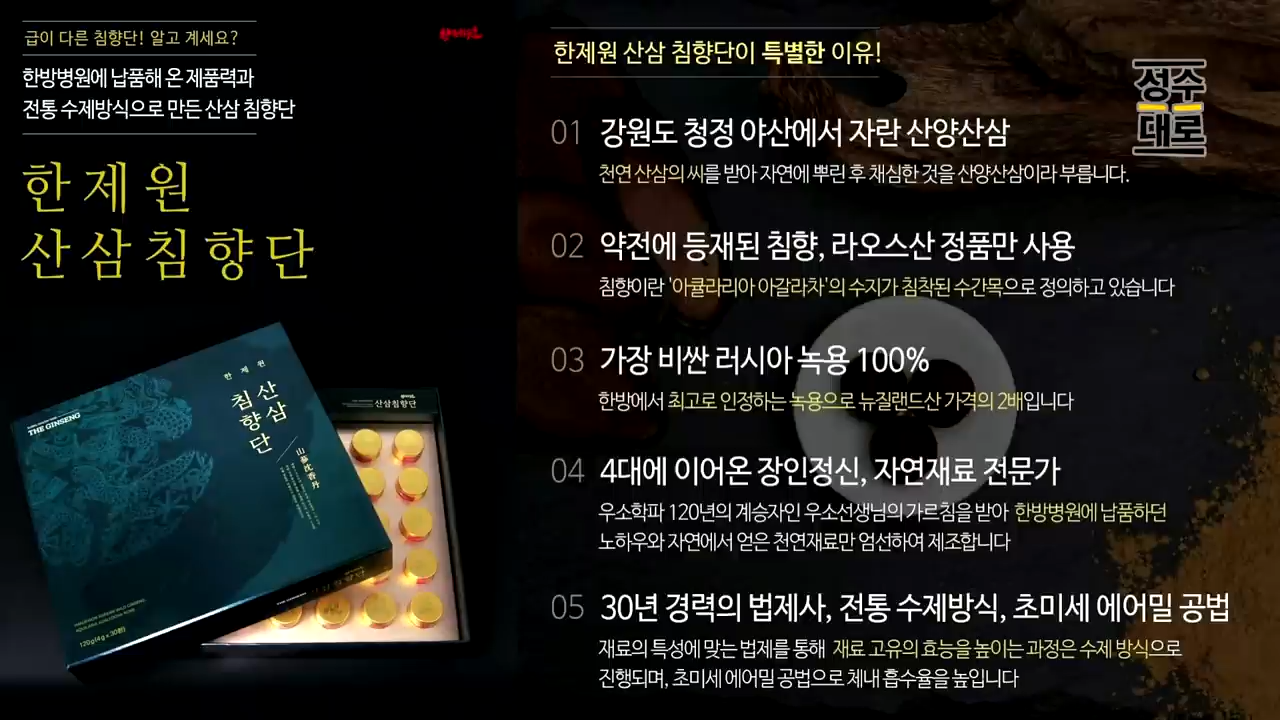 급이 다른 침향단! 알고 계세요?
한방병원에 납품해 온 제품력과
전통 수제방식으로 만든 산삼 침향단
한제원
산삼침향단
한제원
산삼
침향단
山蔘沈香丹
THE GINSENG
120g(4g x 30환)
산삼침향단
한제원 산삼 침향단이 특별한 이유!
성수
대로
01 강원도 청정 야산에서 자란 산양산삼
천연 산삼의 씨를 받아 자연에 뿌린 후 채심한 것을 산양산삼이라 부릅니다.
02 약전에 등재된 침향, 라오스산 정품만 사용
침향이란 '아큘라리아 아갈라차'의 수지가 침착된 수간목으로 정의하고 있습니다
03 가장 비싼 러시아 녹용 100%
한방에서 최고로 인정하는 녹용으로 뉴질랜드산 가격의 2배입니다
04 4대에 이어온 장인정신, 자연재료 전문가
우소학파 120년의 계승자인 우소선생님의 가르침을 받아 한방병원에 납품하던
노하우와 자연에서 얻은 천연재료만 엄선하여 제조합니다
05 30년 경력의 법제사, 전통 수제방식, 초미세 에어밀 공법
재료의 특성에 맞는 법제를 통해 재료 고유의 효능을 높이는 과정은 수제 방식으로
진행되며, 초미세 에어밀 공법으로 체내 흡수율을 높입니다